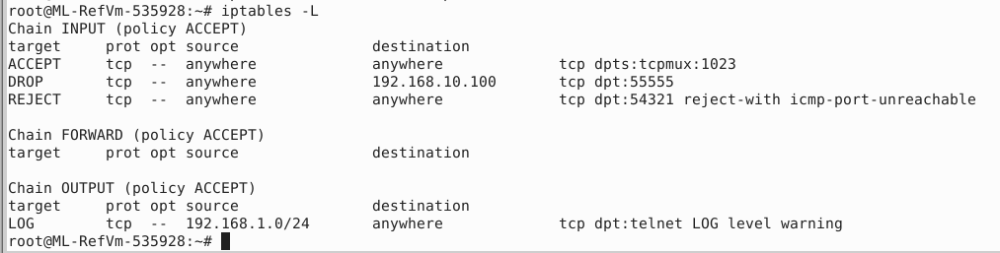 root@ML-RefVm-535928:~# iptables -L
Chain INPUT (policy ACCEPT)
target     prot opt source               destination
ACCEPT     tcp  --  anywhere             anywhere             tcp dpts:tcpmux:1023
DROP       tcp  --  anywhere             192.168.10.100       tcp dpt:55555
REJECT     tcp  --  anywhere             anywhere             tcp dpt:54321 reject-with icmp-port-unreachable

Chain FORWARD (policy ACCEPT)
target     prot opt source               destination

Chain OUTPUT (policy ACCEPT)
target     prot opt source               destination
LOG        tcp  --  192.168.1.0/24       anywhere             tcp dpt:telnet LOG level warning
root@ML-RefVm-535928:~#